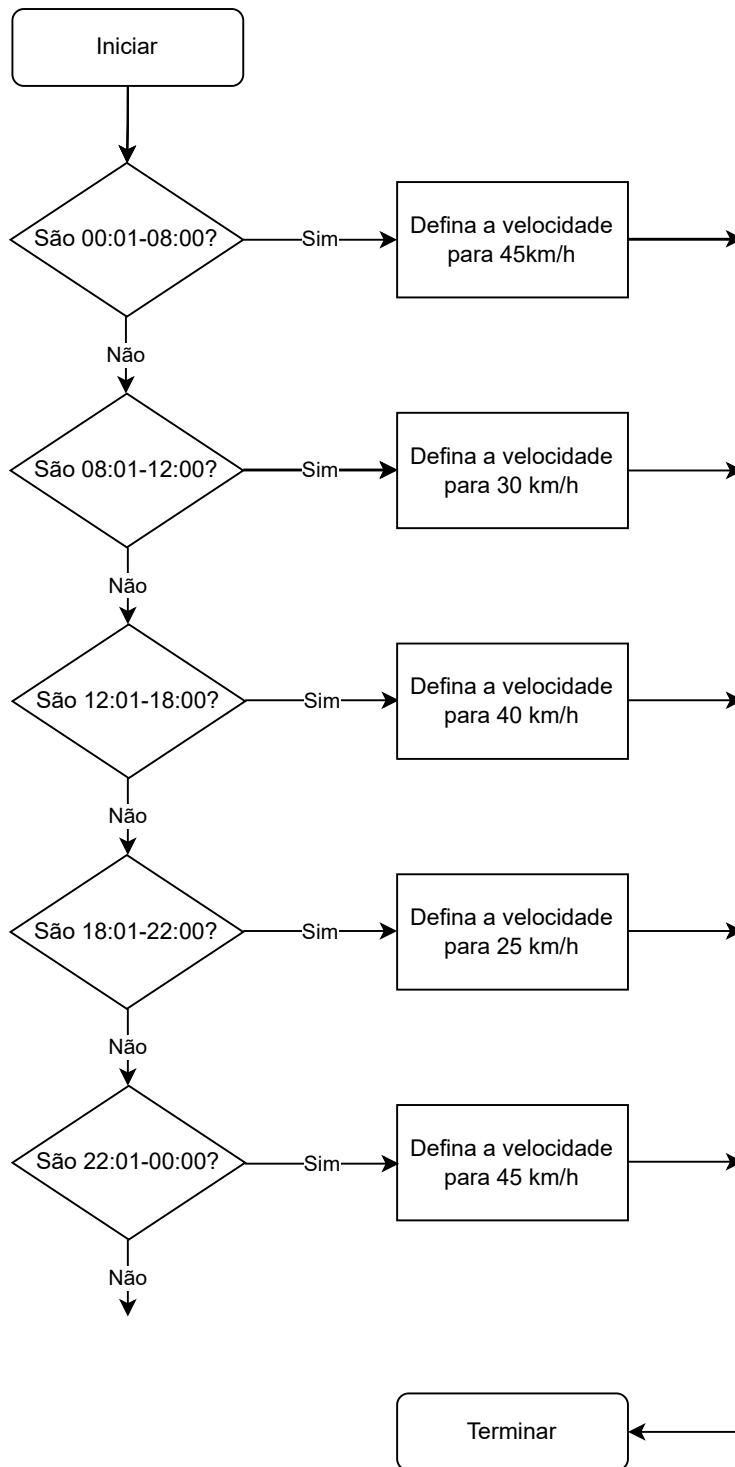 Iniciar
São 00:01-08:00?
Sim
Defina a velocidade
para 45km/h
Não
São 08:01-12:00?
Sim
Defina a velocidade
para 30 km/h
Não
São 12:01-18:00?
Sim
Defina a velocidade
para 40 km/h
Não
São 18:01-22:00?
Sim
Defina a velocidade
para 25 km/h
Não
São 22:01-00:00?
Sim
Defina a velocidade
para 45 km/h
Não
Terminar